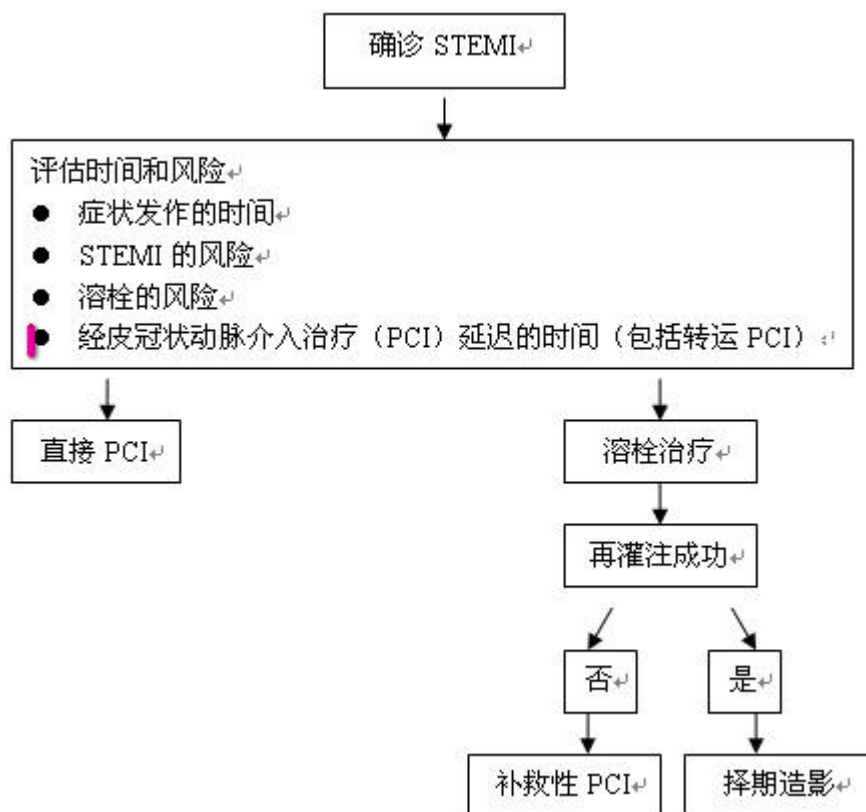 确诊 STEMI
评估时间和风险
● 症状发作的时间
● STEMI 的风险
● 溶栓的风险
● 经皮冠状动脉介入治疗（PCI）延迟的时间（包括转运 PCI）
直接 PCI
溶栓治疗
再灌注成功
否
是
补救性 PCI
择期造影